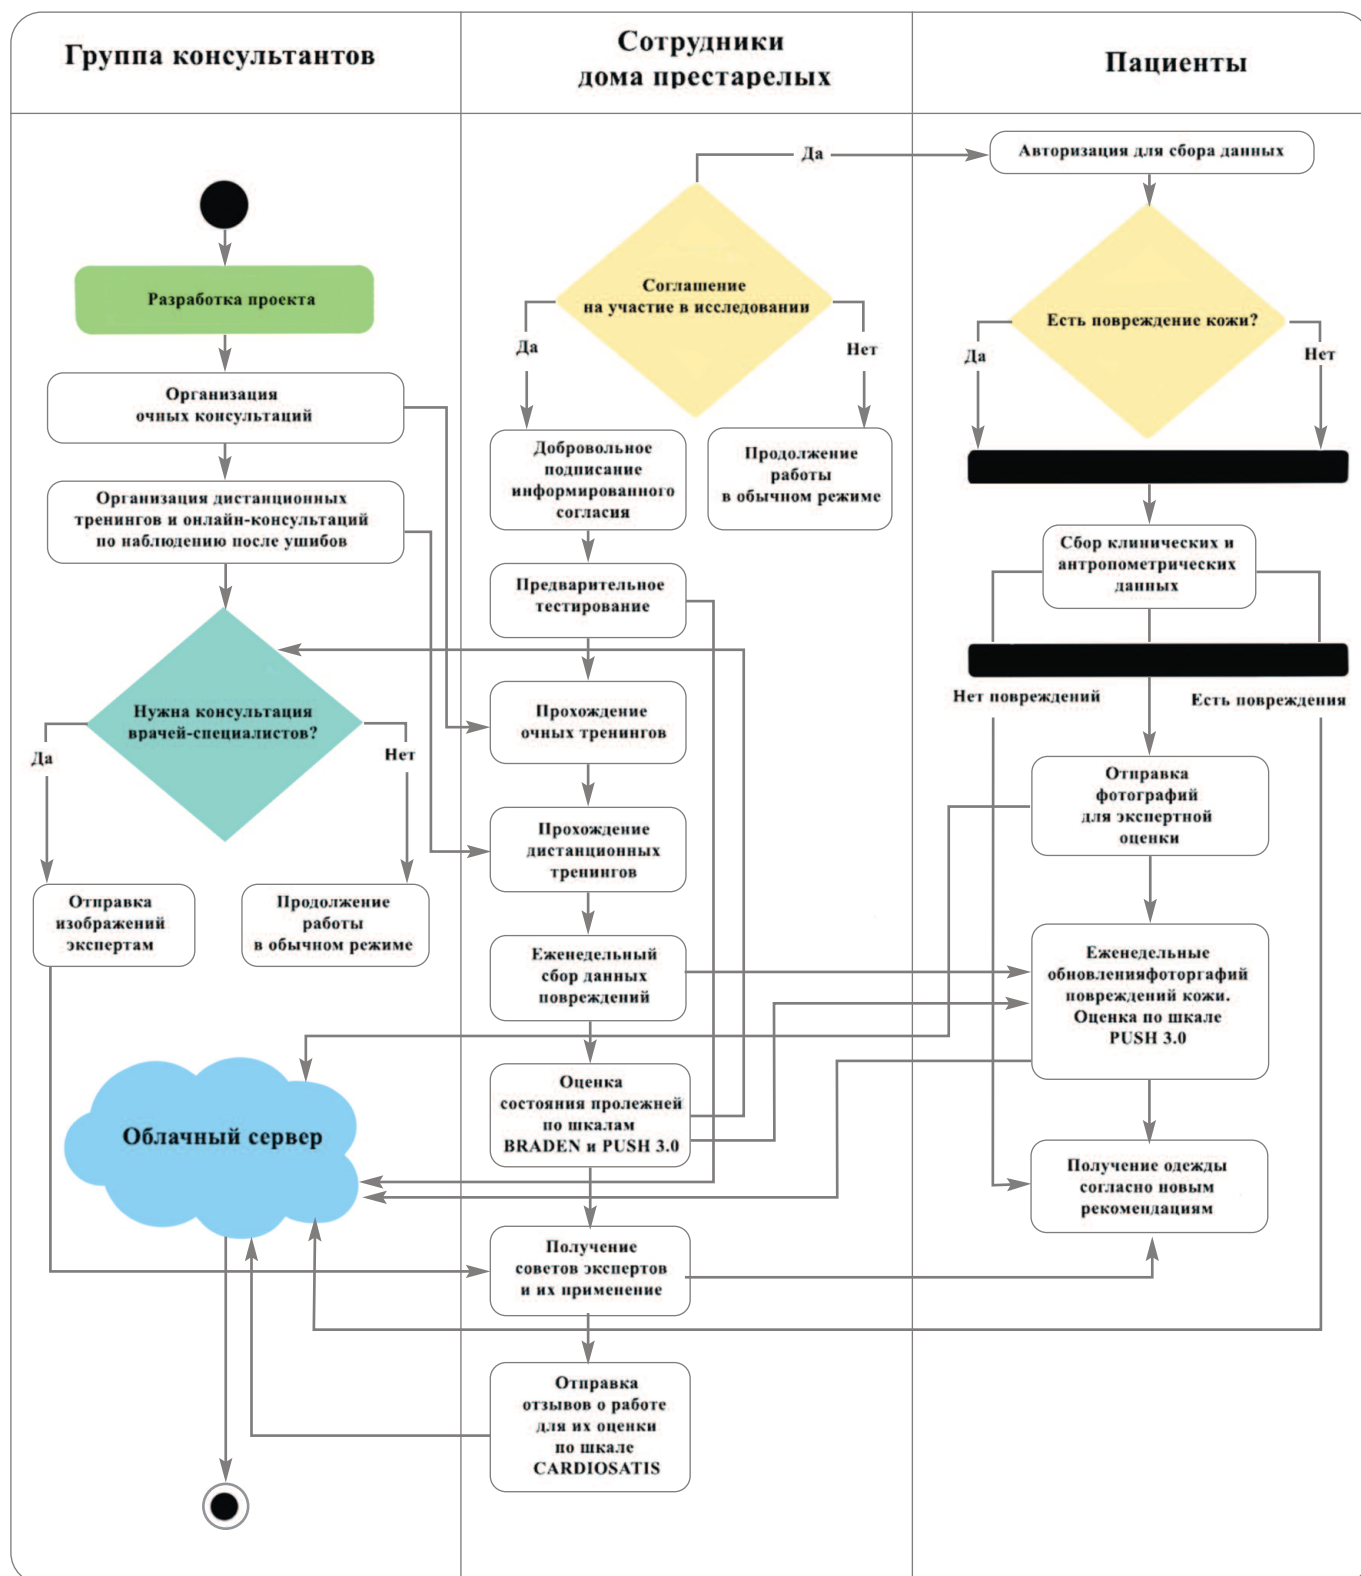 Группа консультантов
Сотрудники
дома престарелых
Пациенты
Разработка проекта
Организация
очных консультаций
Организация дистанционных
тренингов и онлайн-консультаций
по наблюдению после ушибов
Нужна консультация
врачей-специалистов?
Да
Нет
Отправка
изображений
экспертам
Продолжение
работы
в обычном режиме
Облачный сервер
Да
Соглашение
на участие в исследовании
Да
Нет
Добровольное
подписание
информированного
согласия
Продолжение
работы
в обычном режиме
Предварительное
тестирование
Прохождение
очных тренингов
Прохождение
дистанционных
тренингов
Еженедельный
сбор данных
повреждений
Оценка
состояния пролежней
по шкалам
BRADEN и PUSH 3.0
Получение
советов экспертов
и их применение
Отправка
отзывов о работе
для их оценки
по шкале
CARDIOSATIS
Авторизация для сбора данных
Есть повреждение кожи?
Да
Нет
Сбор клинических и
антропометрических
данных
Нет повреждений
Есть повреждения
Отправка
фотографий
для экспертной
оценки
Еженедельные
обновленияфоторгафий
повреждений кожи.
Оценка по шкале
PUSH 3.0
Получение одежды
согласно новым
рекомендациям